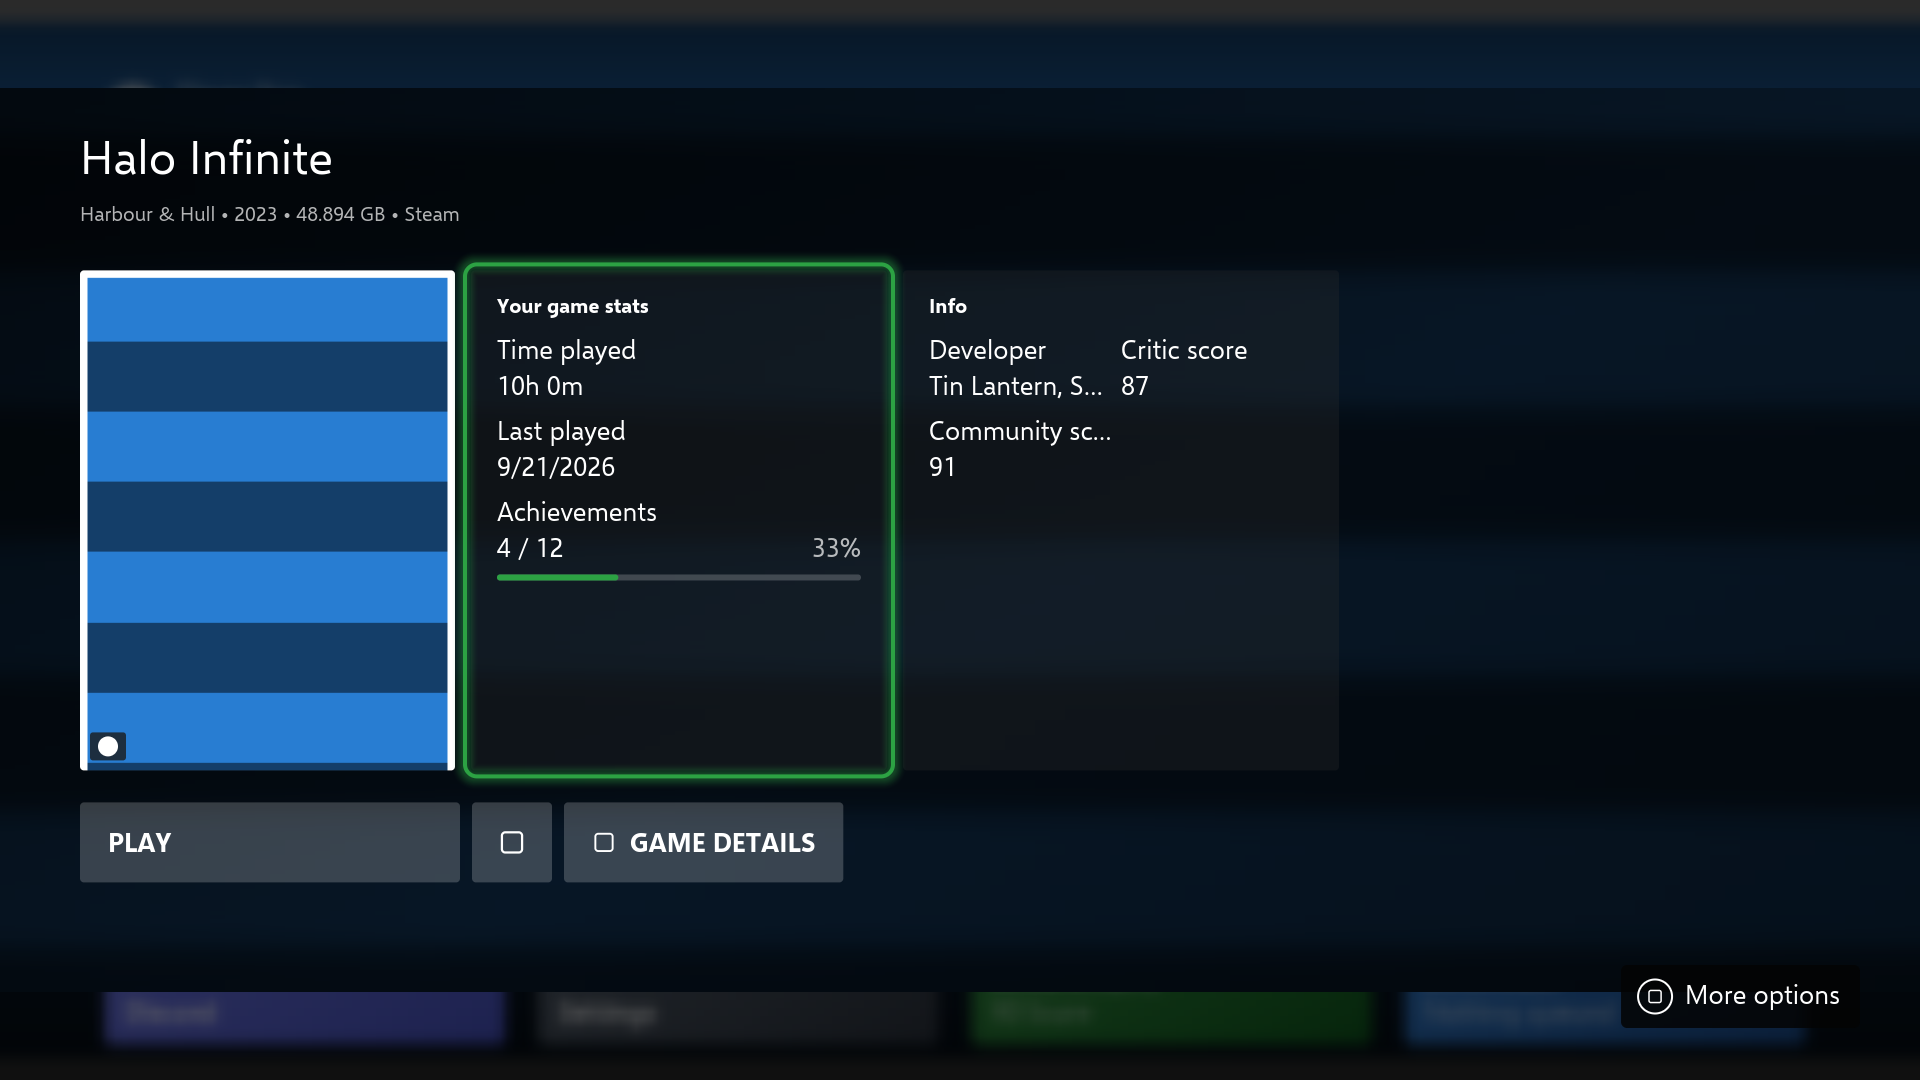 Halo Infinite
Harbour & Hull • 2023 • 48.894 GB • Steam
Your game stats
Time played
10h 0m
Last played
9/21/2026
Achievements
4 / 12 33%
Info
Developer Critic score
Tin Lantern, S... 87
Community sc...
91
PLAY
GAME DETAILS
Discord
Settings
More options